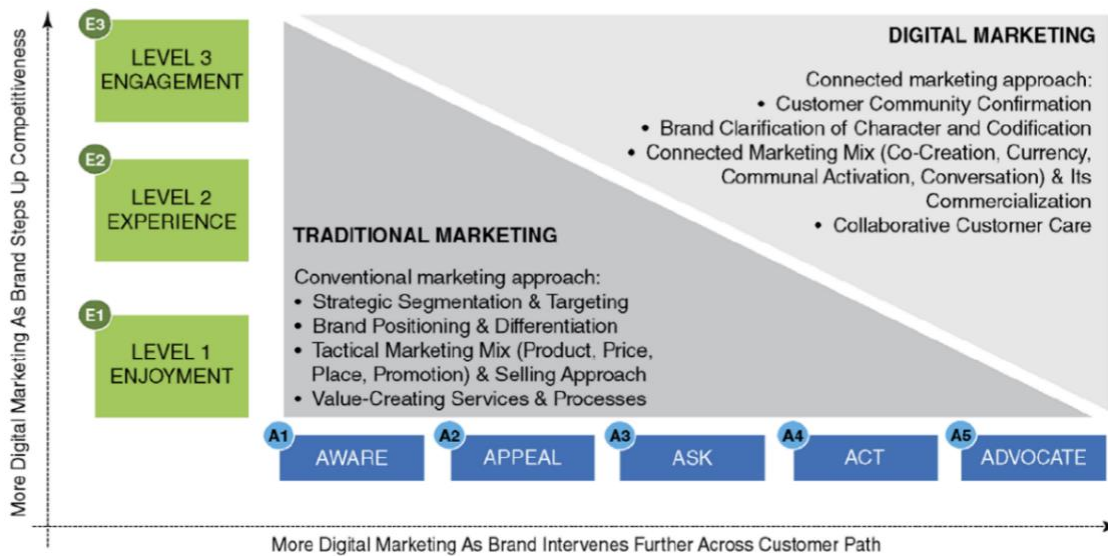 More Digital Marketing As Brand Steps Up Competitiveness
E3
LEVEL 3
ENGAGEMENT
E2
LEVEL 2
EXPERIENCE
E1
LEVEL 1
ENJOYMENT
DIGITAL MARKETING
Connected marketing approach:
• Customer Community Confirmation
• Brand Clarification of Character and Codification
• Connected Marketing Mix (Co-Creation, Currency,
Communal Activation, Conversation) & Its
Commercialization
• Collaborative Customer Care
TRADITIONAL MARKETING
Conventional marketing approach:
• Strategic Segmentation & Targeting
• Brand Positioning & Differentiation
• Tactical Marketing Mix (Product, Price,
Place, Promotion) & Selling Approach
• Value-Creating Services & Processes
A1
AWARE
A2
APPEAL
A3
ASK
A4
ACT
A5
ADVOCATE
More Digital Marketing As Brand Intervenes Further Across Customer Path